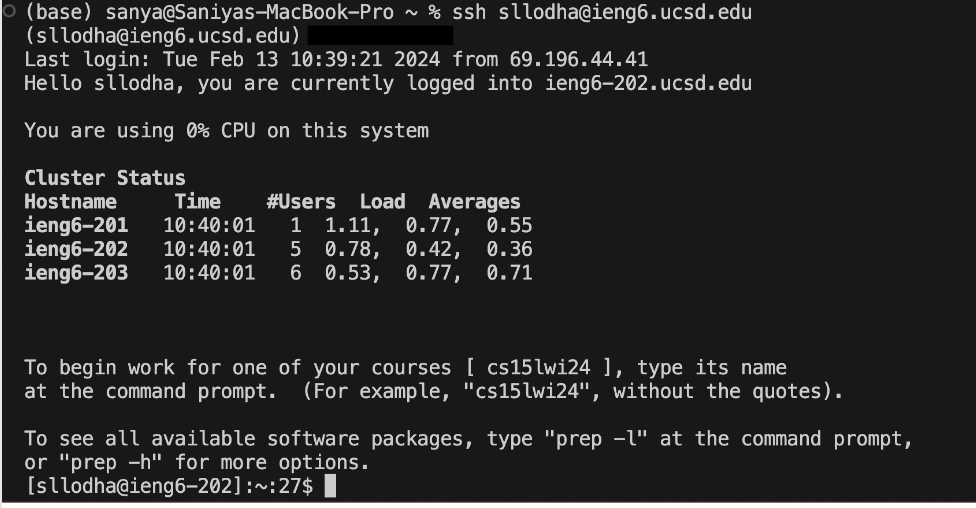 (base) sanya@Saniyas-MacBook-Pro ~ % ssh sllodha@ieng6.ucsd.edu
(sllodha@ieng6.ucsd.edu)
Last login: Tue Feb 13 10:39:21 2024 from 69.196.44.41
Hello sllodha, you are currently logged into ieng6-202.ucsd.edu
You are using 0% CPU on this system
Cluster Status
Hostname Time #Users Load Averages
ieng6-201 10:40:01 1 1.11, 0.77, 0.55
ieng6-202 10:40:01 5 0.78, 0.42, 0.36
ieng6-203 10:40:01 6 0.53, 0.77, 0.71
To begin work for one of your courses [ cs15lwi24 ], type its name
at the command prompt. (For example, "cs15lwi24", without the quotes).
To see all available software packages, type "prep -l" at the command prompt,
or "prep -h" for more options.
[sllodha@ieng6-202]:~:27$